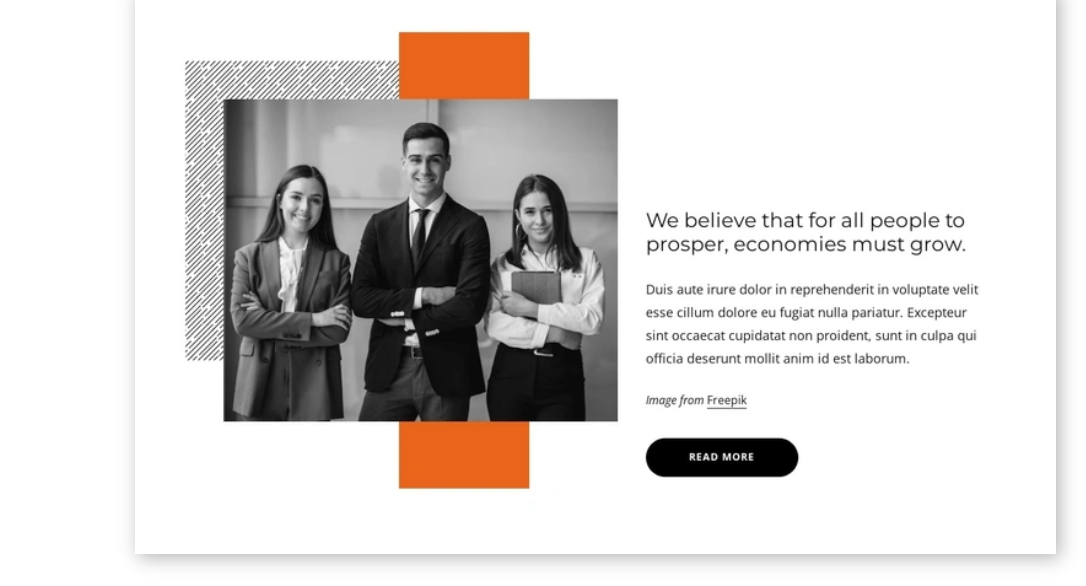 We believe that for all people to
prosper, economies must grow.
Duis aute irure dolor in reprehenderit in voluptate velit
esse cillum dolore eu fugiat nulla pariatur. Excepteur
sint occaecat cupidatat non proident, sunt in culpa qui
officia deserunt mollit anim id est laborum.
Image from Freepik
READ MORE